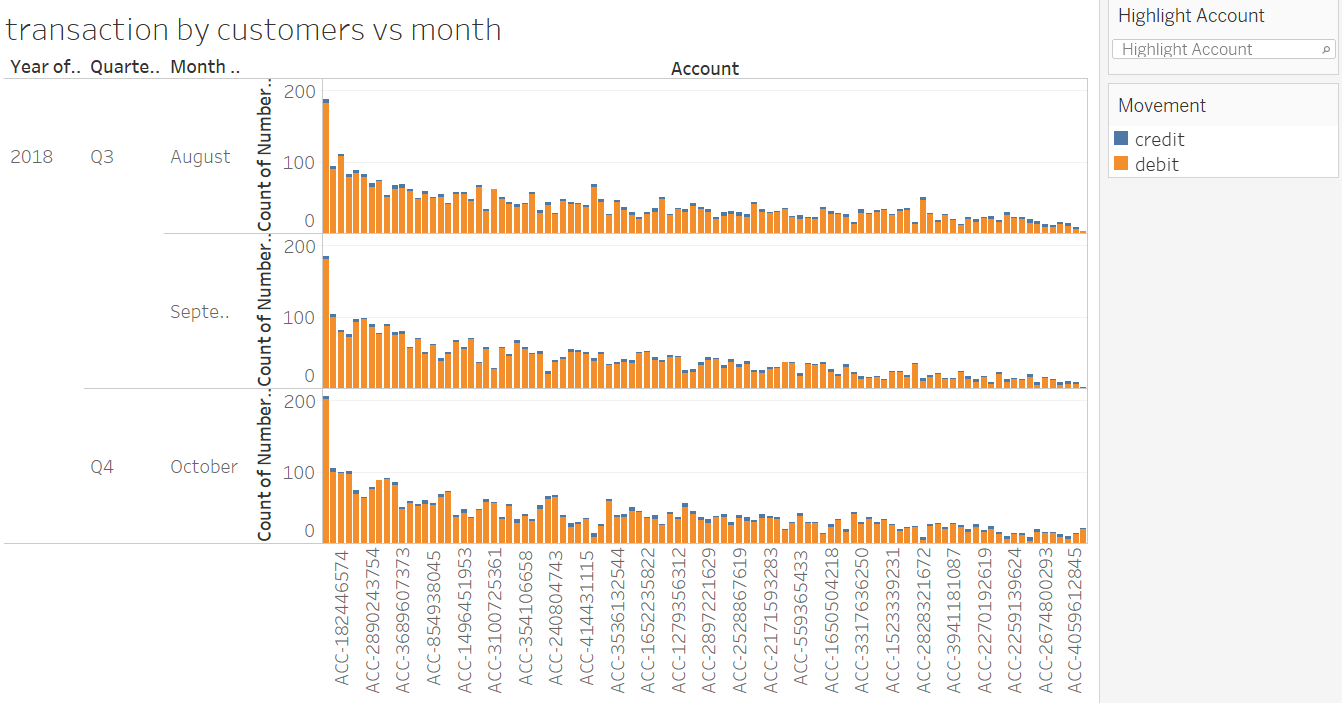 transaction by customers vs month
Year of.. Quarte.. Month .. Account
2018 Q3 August
Count of Number..
200
100
0
Septe..
Count of Number..
200
100
0
Q4 October
Count of Number..
200
100
0
ACC-182446574
ACC-2890243754
ACC-3689607373
ACC-854938045
ACC-1496451953
ACC-3100725361
ACC-354106658
ACC-240804743
ACC-414431115
ACC-3536132544
ACC-1652235822
ACC-1279356312
ACC-2897221629
ACC-2528867619
ACC-2171593283
ACC-559365433
ACC-1650504218
ACC-3317636250
ACC-1523339231
ACC-2828321672
ACC-3941181087
ACC-2270192619
ACC-2259139624
ACC-2674800293
ACC-4059612845
Highlight Account
Highlight Account
Movement
credit
debit